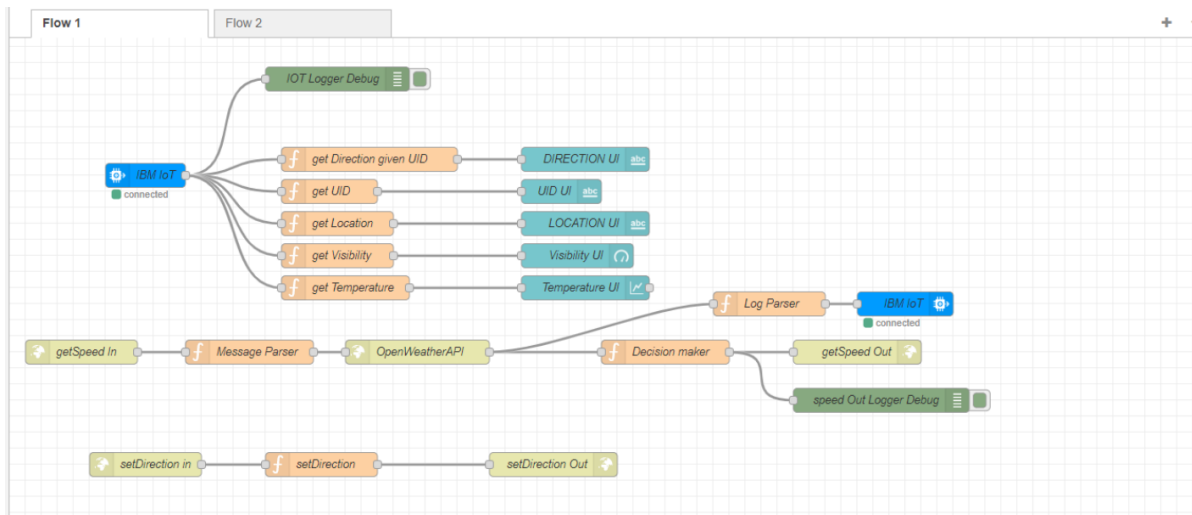 Flow 1
Flow 2
+
IOT Logger Debug
f get Direction given UID
DIRECTION UI abc
IBM IoT
connected
f get UID
UID UI abc
f get Location
LOCATION UI abc
f get Visibility
Visibility UI
f get Temperature
Temperature UI
f Log Parser
IBM IoT
connected
getSpeed In
f Message Parser
OpenWeatherAPI
f Decision maker
getSpeed Out
speed Out Logger Debug
setDirection in
f setDirection
setDirection Out